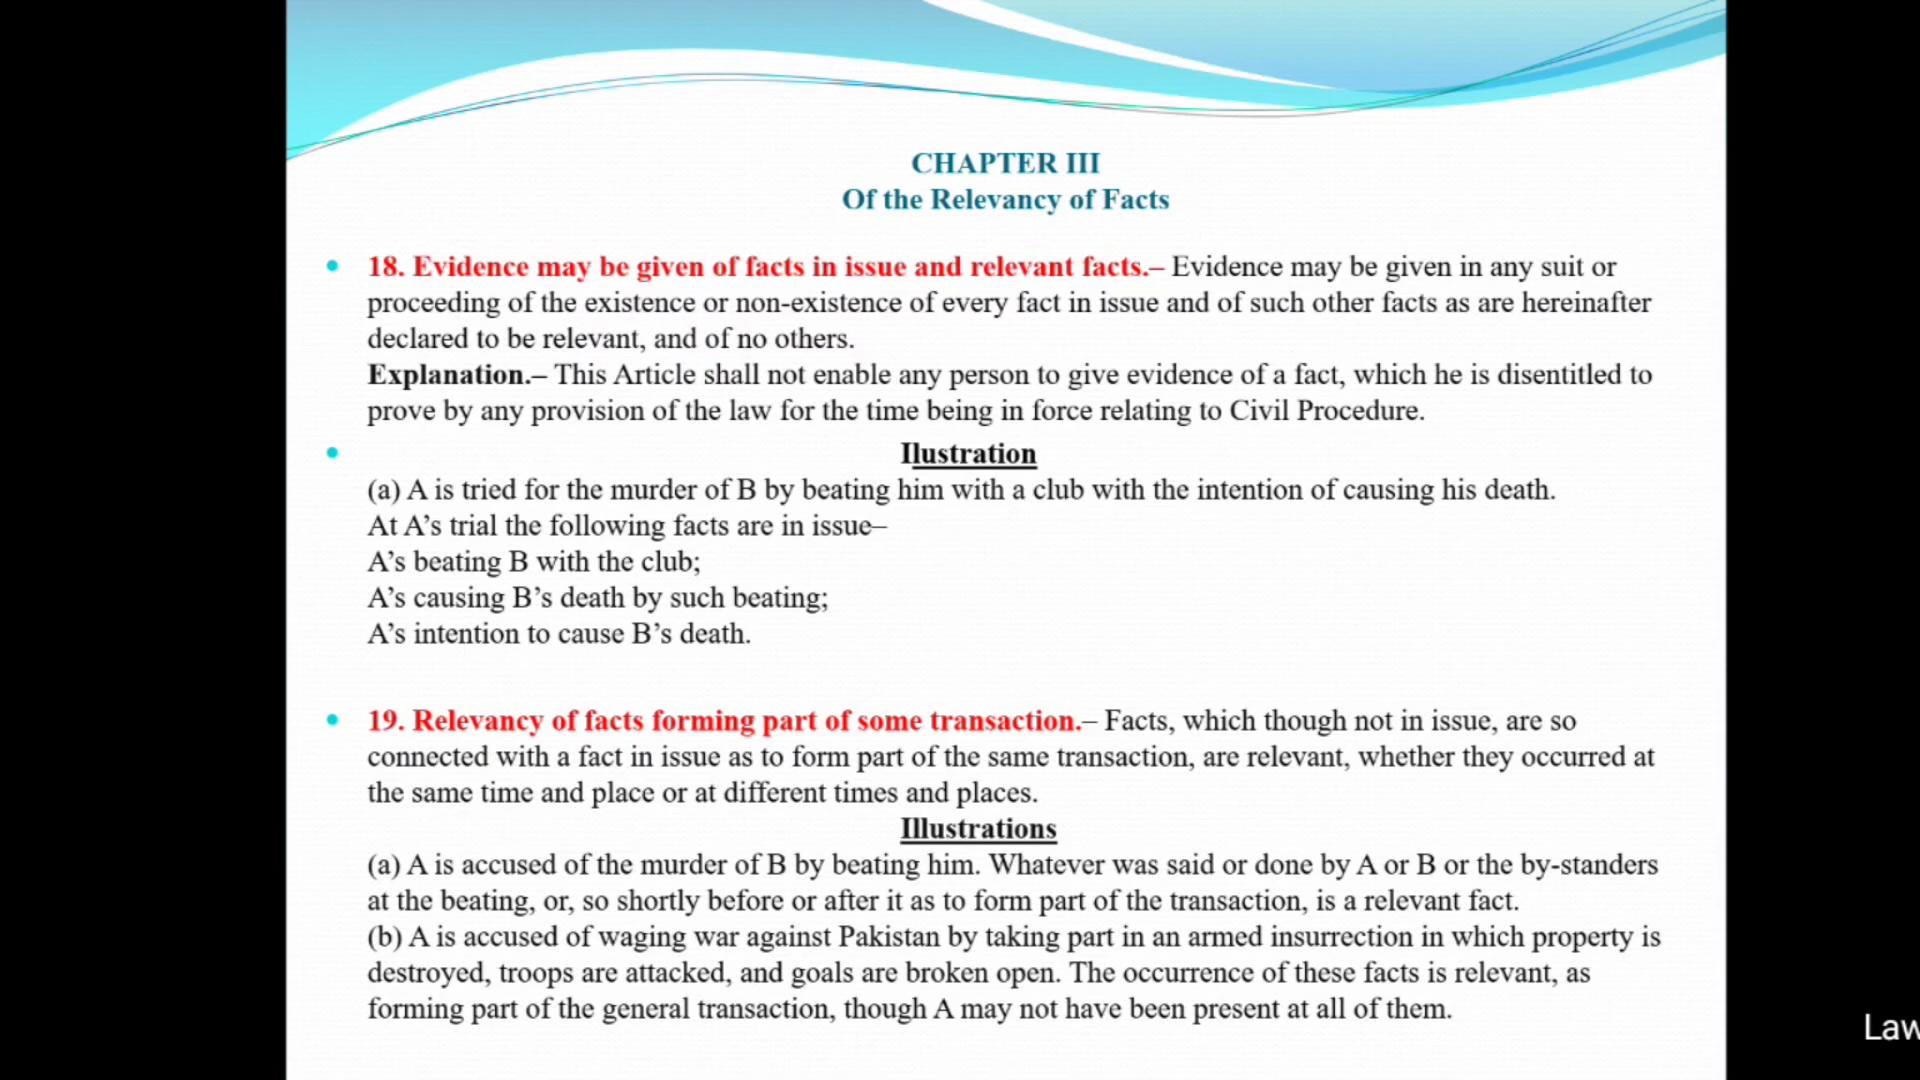 CHAPTER III
Of the Relevancy of Facts
18. Evidence may be given of facts in issue and relevant facts.– Evidence may be given in any suit or
proceeding of the existence or non-existence of every fact in issue and of such other facts as are hereinafter
declared to be relevant, and of no others.
Explanation.– This Article shall not enable any person to give evidence of a fact, which he is disentitled to
prove by any provision of the law for the time being in force relating to Civil Procedure.
Ilustration
(a) A is tried for the murder of B by beating him with a club with the intention of causing his death.
At A’s trial the following facts are in issue–
A’s beating B with the club;
A’s causing B’s death by such beating;
A’s intention to cause B’s death.
19. Relevancy of facts forming part of some transaction.– Facts, which though not in issue, are so
connected with a fact in issue as to form part of the same transaction, are relevant, whether they occurred at
the same time and place or at different times and places.
Illustrations
(a) A is accused of the murder of B by beating him. Whatever was said or done by A or B or the by-standers
at the beating, or, so shortly before or after it as to form part of the transaction, is a relevant fact.
(b) A is accused of waging war against Pakistan by taking part in an armed insurrection in which property is
destroyed, troops are attacked, and goals are broken open. The occurrence of these facts is relevant, as
forming part of the general transaction, though A may not have been present at all of them.
Law